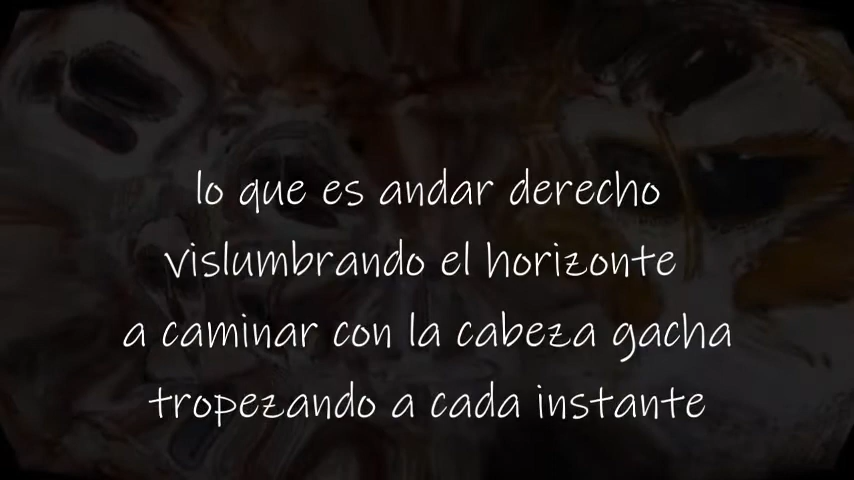 lo que es andar derecho
vislumbrando el horizonte
a caminar con la cabeza gacha
tropezando a cada instante